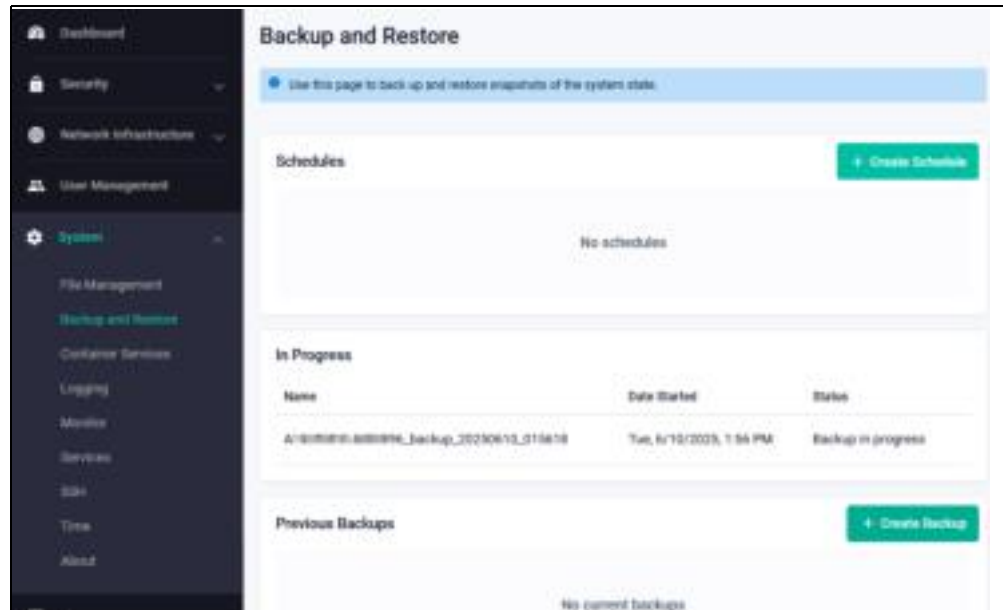 Dashboard
Security
Network Infrastructure
User Management
System
File Management
Backup and Restore
Container Services
Logging
Monitor
Services
SSH
Time
About
Backup and Restore
Use this page to back up and restore snapshots of the system state.
Schedules
+ Create Schedule
No schedules
In Progress
Name Date Started Status
Tue, 6/10/2025, 1:56 PM Backup in progress
Previous Backups
+ Create Backup
No current backups